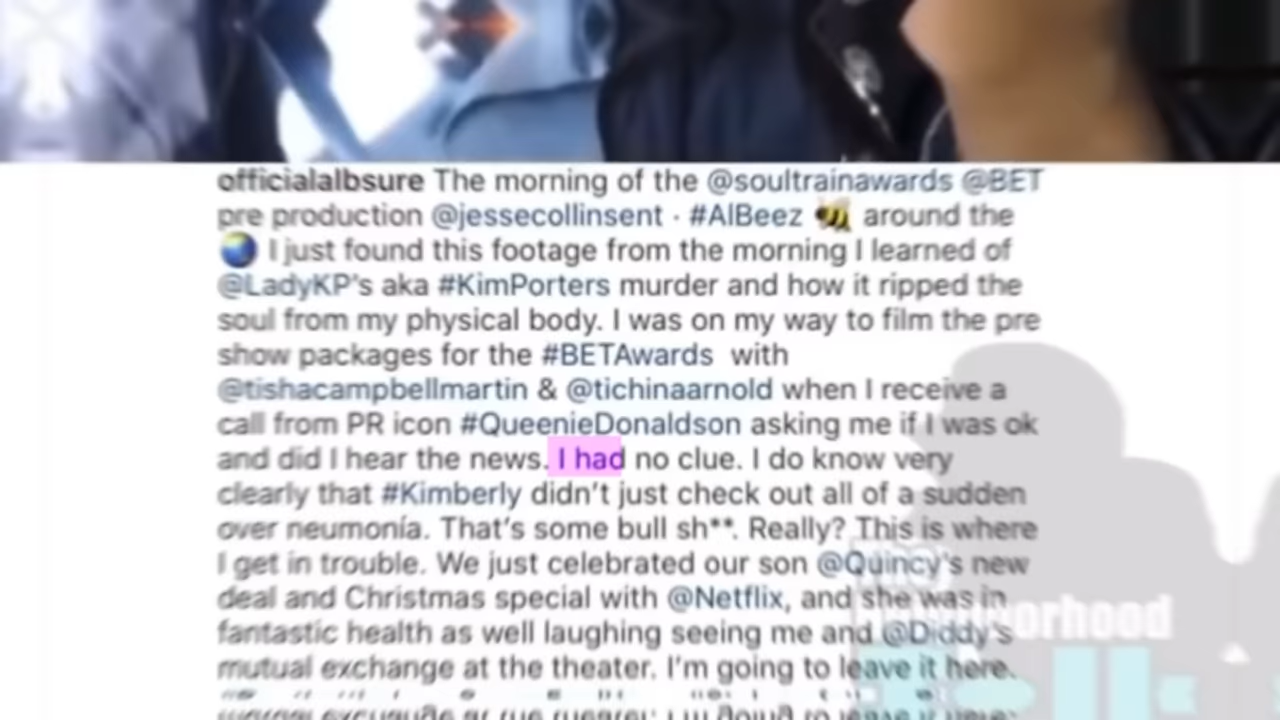 officialalbsure The morning of the @soultrainawards @BET
pre production @jessecollinsent · #AlBeez 🐝 around the
🌎 I just found this footage from the morning I learned of
@LadyKP's aka #KimPorters murder and how it ripped the
soul from my physical body. I was on my way to film the pre
show packages for the #BETAwards with
@tishacampbellmartin & @tichinaarnold when I receive a
call from PR icon #QueenieDonaldson asking me if I was ok
and did I hear the news. I had no clue. I do know very
clearly that #Kimberly didn't just check out all of a sudden
over neumonía. That's some bull sh**. Really? This is where
I get in trouble. We just celebrated our son @Quincy's new
deal and Christmas special with @Netflix, and she was in
fantastic health as well laughing seeing me and @Diddy's
mutual exchange at the theater. I'm going to leave it here.